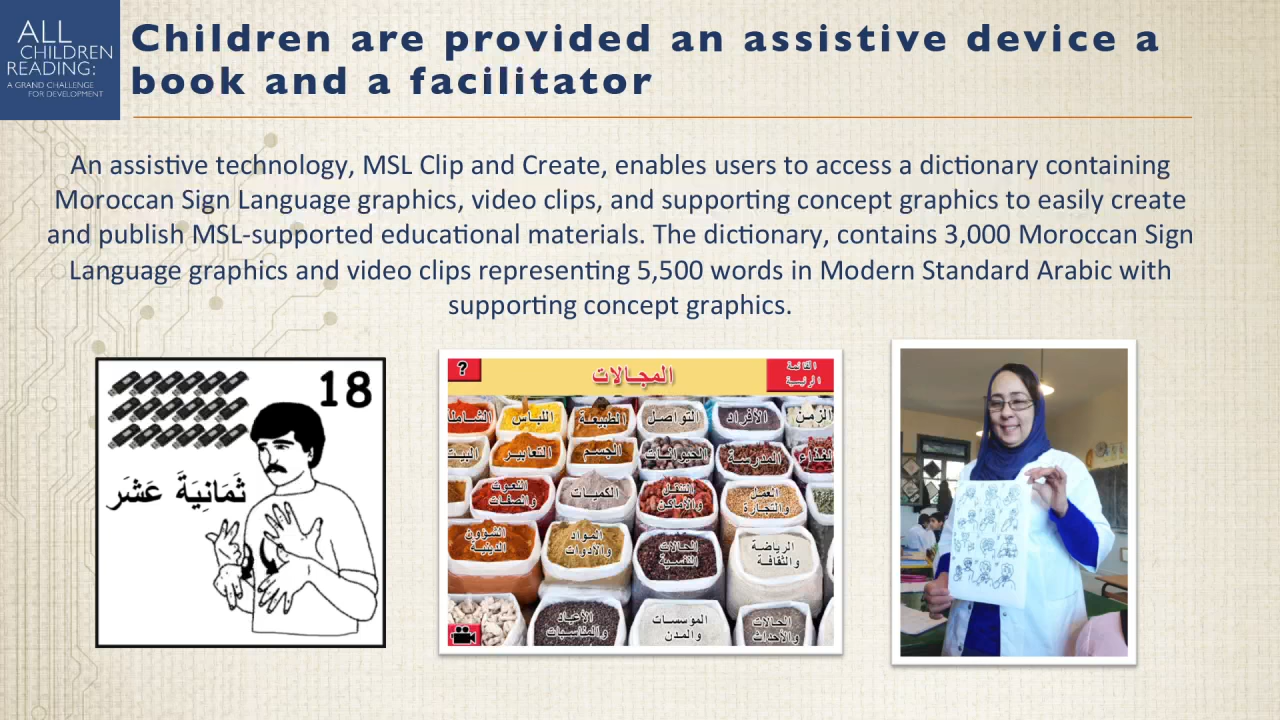 ALL
CHILDREN
READING:
A GRAND CHALLENGE
FOR DEVELOPMENT
Children are provided an assistive device a
book and a facilitator
An assistive technology, MSL Clip and Create, enables users to access a dictionary containing
Moroccan Sign Language graphics, video clips, and supporting concept graphics to easily create
and publish MSL-supported educational materials. The dictionary, contains 3,000 Moroccan Sign
Language graphics and video clips representing 5,500 words in Modern Standard Arabic with
supporting concept graphics.
18
ثَمَانِيَةَ عَشَر
?
المجالات
القائمة
الرئيسية
الزمن
الأفراد
التواصل
الطبيعة
اللباس
الشاملة
الغذاء
المدرسة
الحيوانات
الجسم
التعابير
البيت
العمل
والتجارة
التنقل
والأماكن
الكميات
النعوت
والصفات
الرياضة
والثقافة
الحالات
النفسية
المواد
والأدوات
الشؤون
الدينية
الحالات
والأحداث
المؤسسات
والمدن
الأعياد
والمناسبات